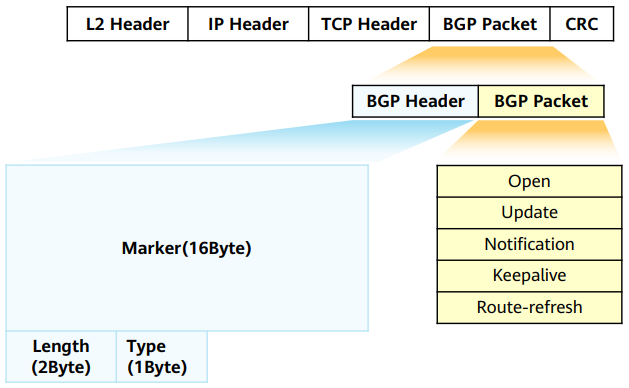 L2 Header IP Header TCP Header BGP Packet CRC
BGP Header BGP Packet
Marker(16Byte)
Length
(2Byte)
Type
(1Byte)
Open
Update
Notification
Keepalive
Route-refresh